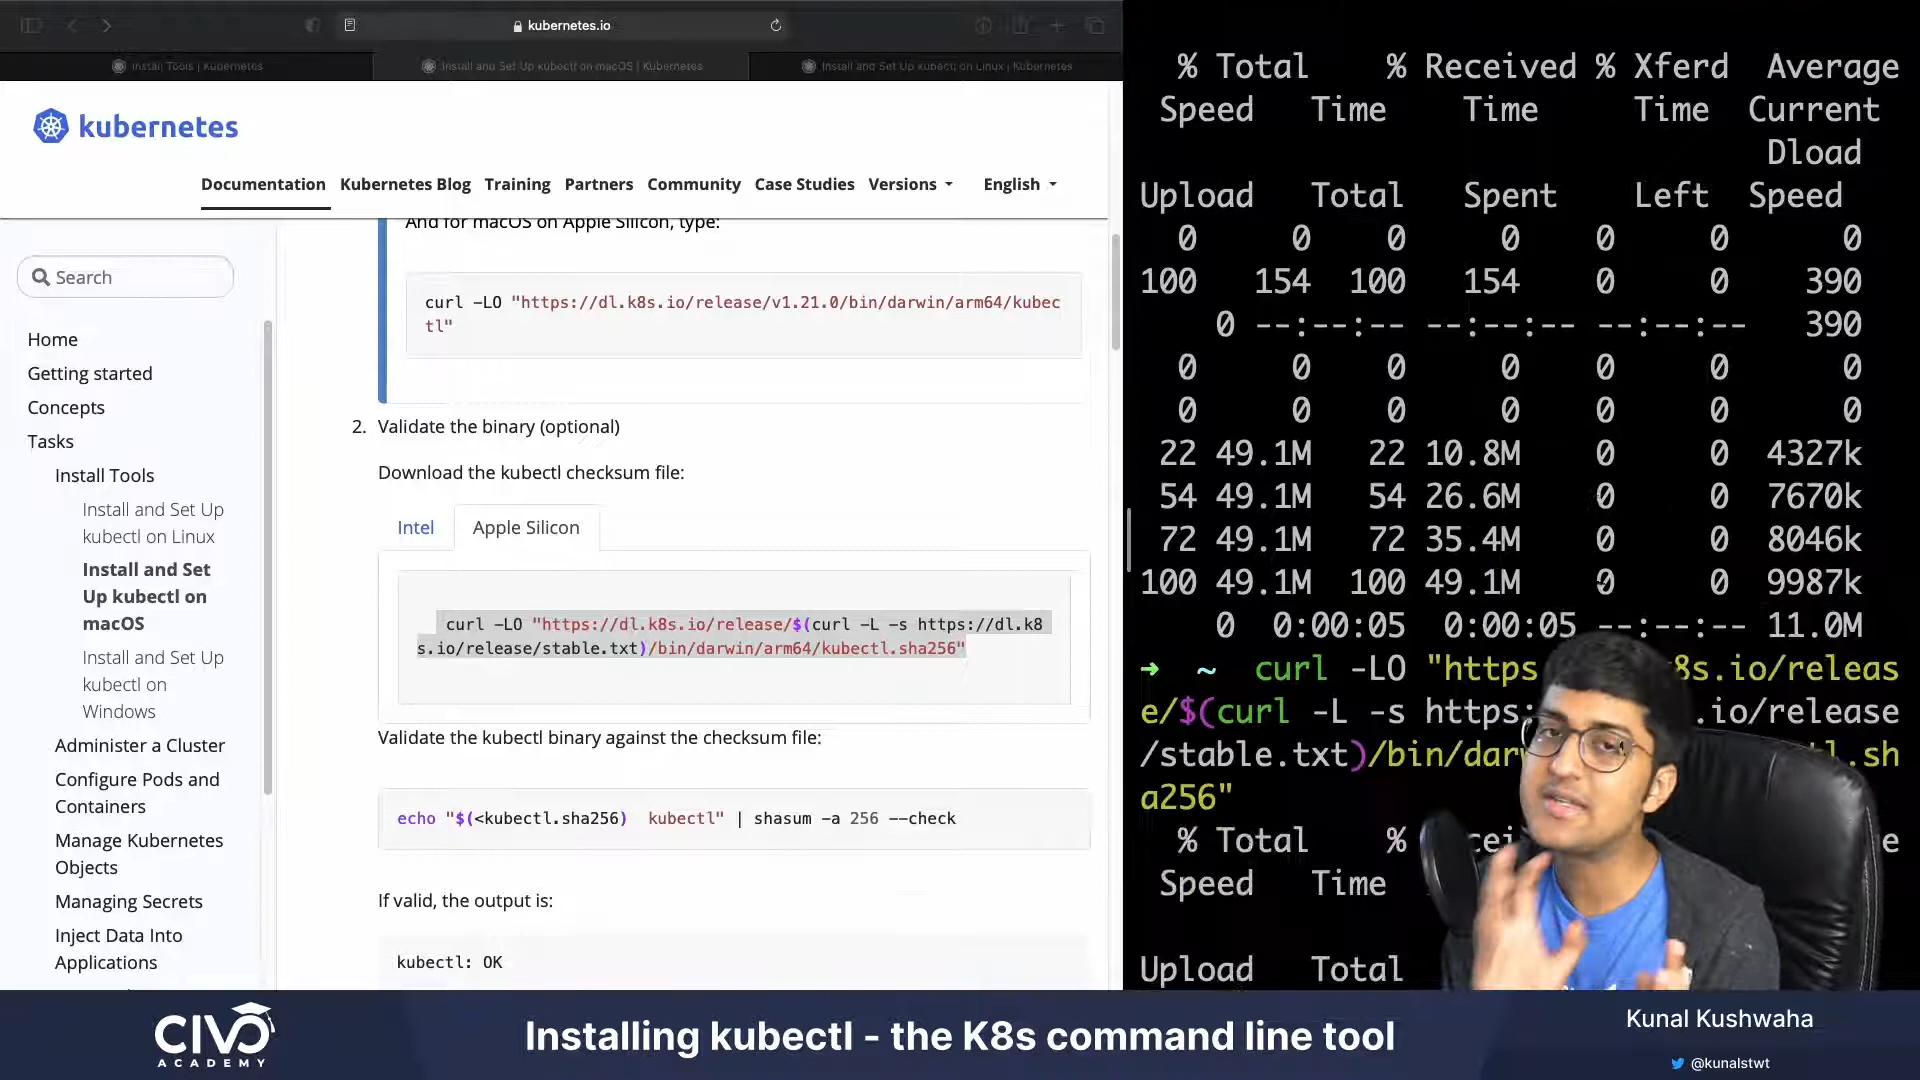 kubernetes.io
Install Tools | Kubernetes
Install and Set Up kubectl on macOS | Kubernetes
Install and Set Up kubectl on Linux | Kubernetes
kubernetes
Documentation Kubernetes Blog Training Partners Community Case Studies Versions English
Search
Home
Getting started
Concepts
Tasks
Install Tools
Install and Set Up
kubectl on Linux
Install and Set
Up kubectl on
macOS
Install and Set Up
kubectl on
Windows
Administer a Cluster
Configure Pods and
Containers
Manage Kubernetes
Objects
Managing Secrets
Inject Data Into
Applications
And for macOS on Apple Silicon, type:
curl -LO "https://dl.k8s.io/release/v1.21.0/bin/darwin/arm64/kubec
tl"
2. Validate the binary (optional)
Download the kubectl checksum file:
Intel Apple Silicon
curl -LO "https://dl.k8s.io/release/$(curl -L -s https://dl.k8
s.io/release/stable.txt)/bin/darwin/arm64/kubectl.sha256"
Validate the kubectl binary against the checksum file:
echo "$(<kubectl.sha256)  kubectl" | shasum -a 256 --check
If valid, the output is:
kubectl: OK
% Total % Received % Xferd Average
Speed Time Time Time Current
Dload
Upload Total Spent Left Speed
0 0 0 0 0 0 0
100 154 100 154 0 0 390
0 --:--:-- --:--:-- --:--:-- 390
0 0 0 0 0 0 0
0 0 0 0 0 0 0
22 49.1M 22 10.8M 0 0 4327k
54 49.1M 54 26.6M 0 0 7670k
72 49.1M 72 35.4M 0 0 8046k
100 49.1M 100 49.1M 0 0 9987k
0 0:00:05 0:00:05 --:--:-- 11.0M
➜ ~ curl -LO "https 8s.io/releas
e/$(curl -L -s https: .io/release
/stable.txt)/bin/dar l.sh
a256"
% Total %
Speed Time
Upload Total
CIVO
ACADEMY
Installing kubectl - the K8s command line tool
Kunal Kushwaha
@kunalstwt